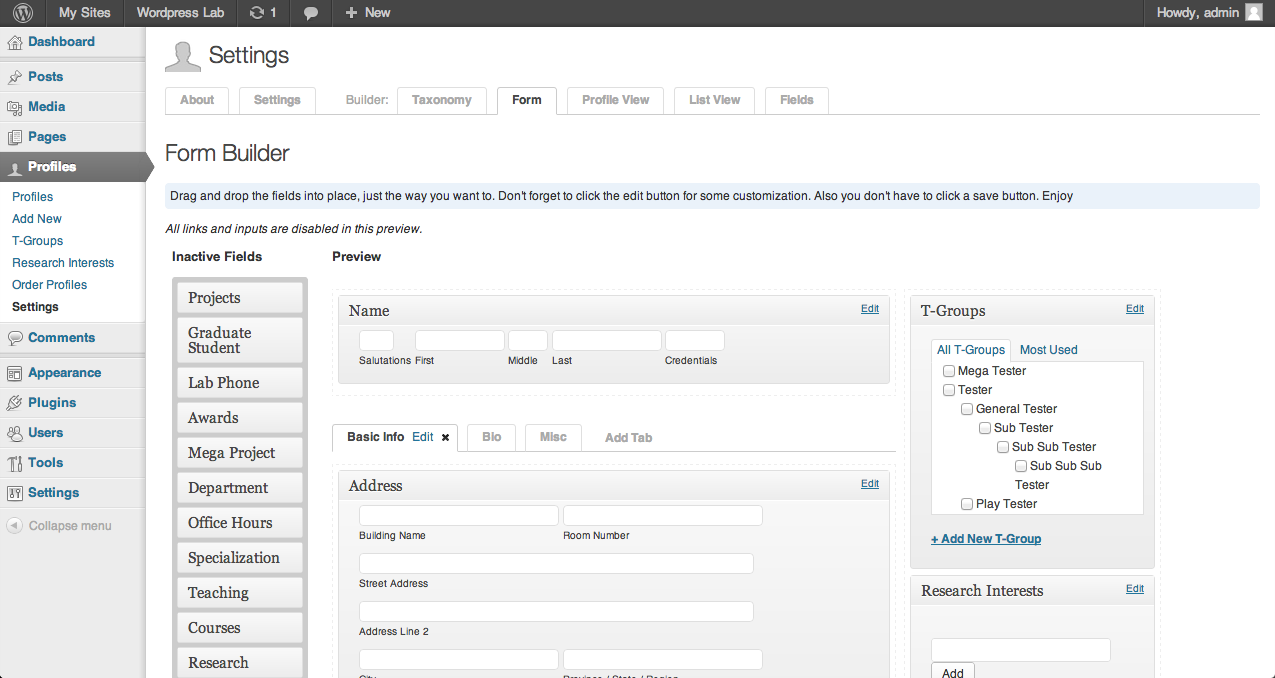 My Sites
Wordpress Lab
1
+ New
Howdy, admin
Dashboard
Posts
Media
Pages
Profiles
Profiles
Add New
T-Groups
Research Interests
Order Profiles
Settings
Comments
Appearance
Plugins
Users
Tools
Settings
Collapse menu
Settings
About
Settings
Builder:
Taxonomy
Form
Profile View
List View
Fields
Form Builder
Drag and drop the fields into place, just the way you want to. Don't forget to click the edit button for some customization. Also you don't have to click a save button. Enjoy
All links and inputs are disabled in this preview.
Inactive Fields
Projects
Graduate
Student
Lab Phone
Awards
Mega Project
Department
Office Hours
Specialization
Teaching
Courses
Research
Preview
Name
Edit
Salutations
First
Middle
Last
Credentials
Basic Info
Edit
Bio
Misc
Add Tab
Address
Edit
Building Name
Room Number
Street Address
Address Line 2
City
Province / State / Region
T-Groups
Edit
All T-Groups
Most Used
Mega Tester
Tester
General Tester
Sub Tester
Sub Sub Tester
Sub Sub Sub
Tester
Play Tester
+ Add New T-Group
Research Interests
Edit
Add